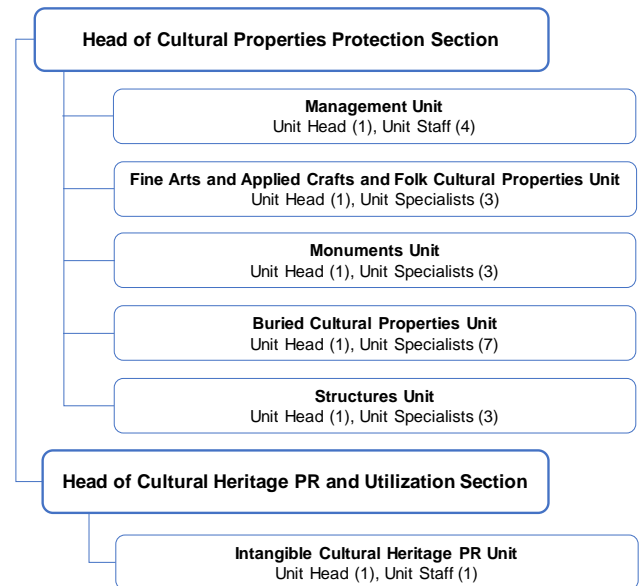 Head of Cultural Properties Protection Section
Management Unit
Unit Head (1), Unit Staff (4)
Fine Arts and Applied Crafts and Folk Cultural Properties Unit
Unit Head (1), Unit Specialists (3)
Monuments Unit
Unit Head (1), Unit Specialists (3)
Buried Cultural Properties Unit
Unit Head (1), Unit Specialists (7)
Structures Unit
Unit Head (1), Unit Specialists (3)
Head of Cultural Heritage PR and Utilization Section
Intangible Cultural Heritage PR Unit
Unit Head (1), Unit Staff (1)